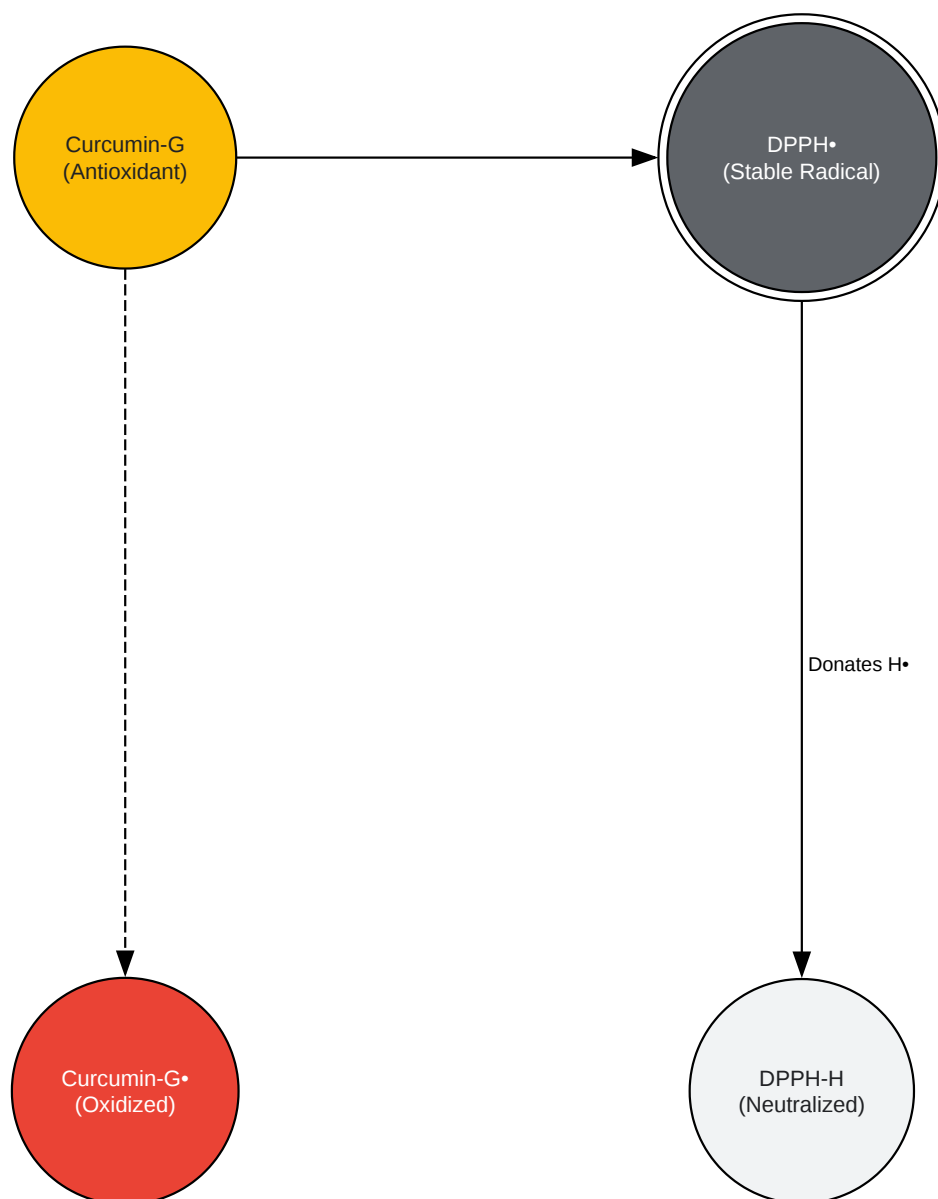 Curcumin-G
(Antioxidant)
DPPH•
(Stable Radical)
Donates H•
Curcumin-G•
(Oxidized)
DPPH-H
(Neutralized)